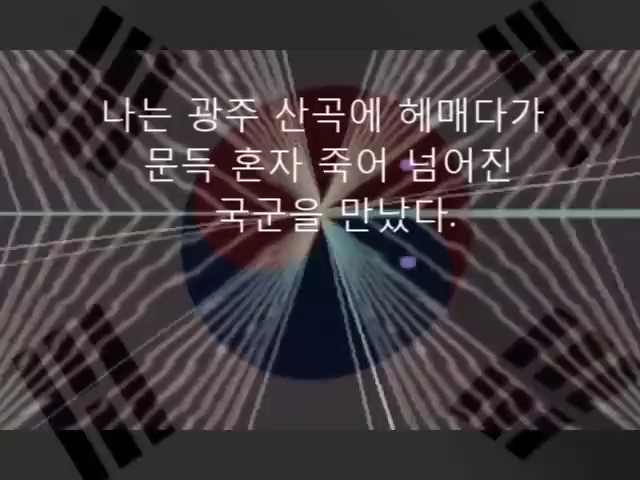 나는 광주 산곡에 헤매다가
문득 혼자 죽어 넘어진
국군을 만났다.